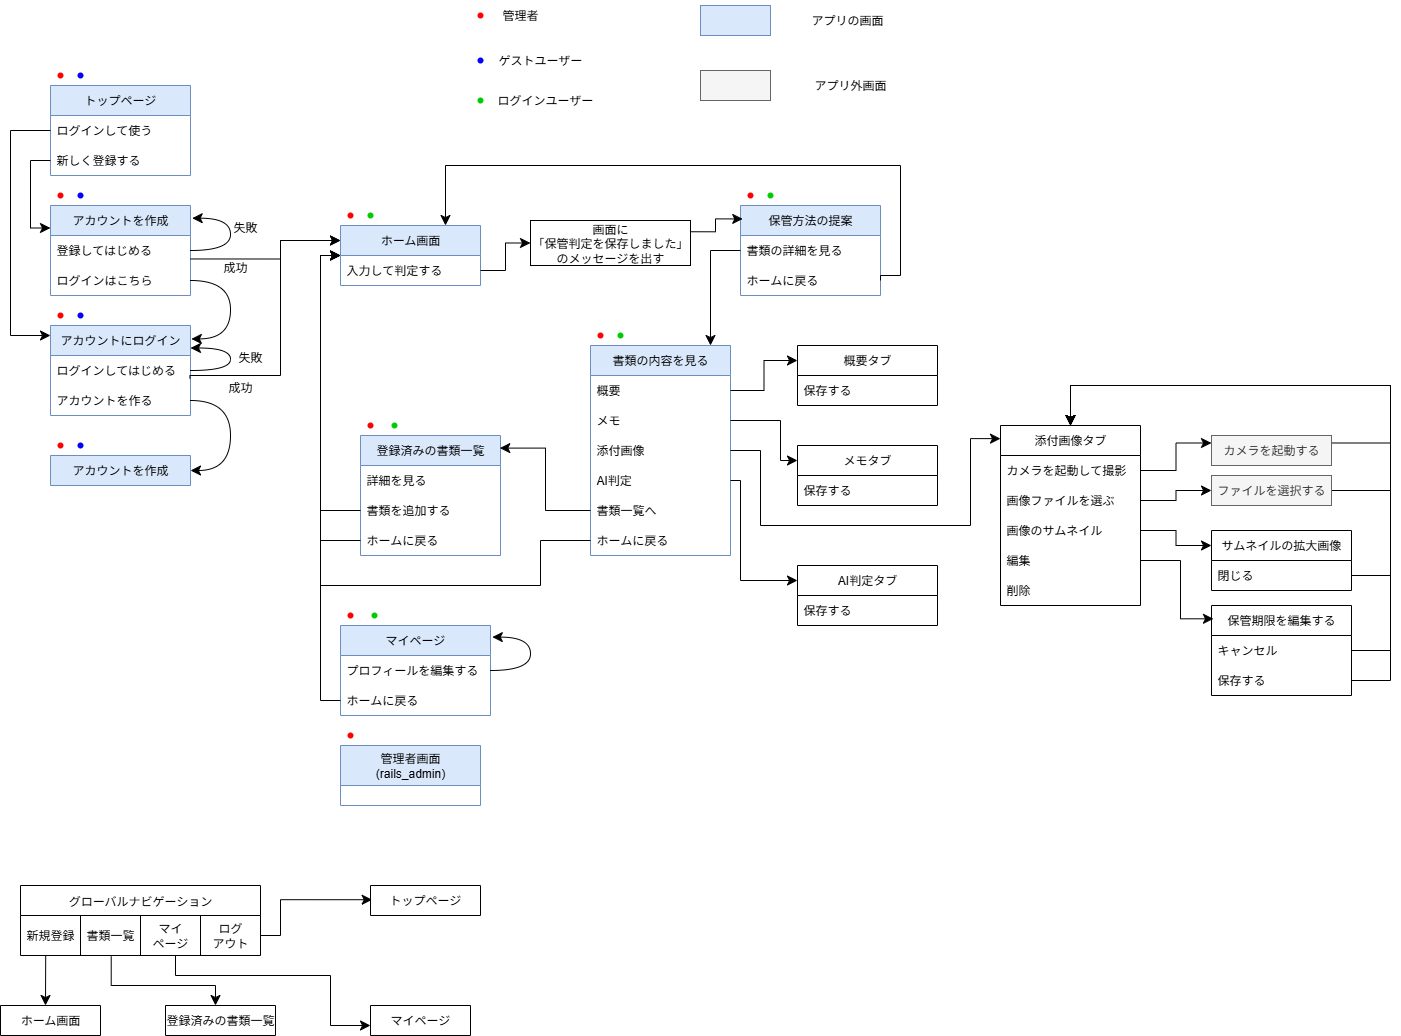 管理者
ゲストユーザー
ログインユーザー
アプリの画面
アプリ外画面
トップページ
ログインして使う
新しく登録する
アカウントを作成
登録してはじめる
ログインはこちら
失敗
成功
アカウントにログイン
ログインしてはじめる
アカウントを作る
失敗
成功
アカウントを作成
ホーム画面
入力して判定する
画面に
「保管判定を保存しました」
のメッセージを出す
保管方法の提案
書類の詳細を見る
ホームに戻る
書類の内容を見る
概要
メモ
添付画像
AI判定
書類一覧へ
ホームに戻る
概要タブ
保存する
メモタブ
保存する
AI判定タブ
保存する
登録済みの書類一覧
詳細を見る
書類を追加する
ホームに戻る
添付画像タブ
カメラを起動して撮影
画像ファイルを選ぶ
画像のサムネイル
編集
削除
カメラを起動する
ファイルを選択する
サムネイルの拡大画像
閉じる
保管期限を編集する
キャンセル
保存する
マイページ
プロフィールを編集する
ホームに戻る
管理者画面
(rails_admin)
グローバルナビゲーション
新規登録
書類一覧
マイ
ページ
ログ
アウト
トップページ
ホーム画面
登録済みの書類一覧
マイページ